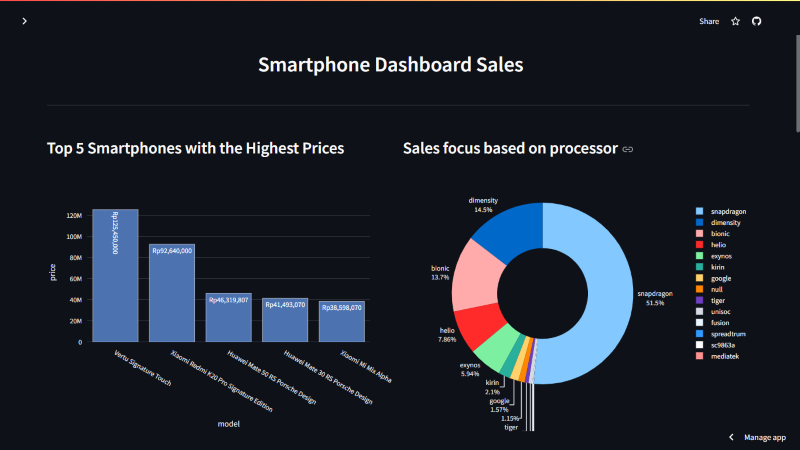 Share
Smartphone Dashboard Sales
Top 5 Smartphones with the Highest Prices
120M
100M
80M
60M
40M
20M
0
price
Rp125,450,000
Rp92,640,000
Rp46,319,807
Rp41,493,070
Rp38,598,070
Vertu Signature Touch
Xiaomi Redmi K20 Pro Signature Edition
Huawei Mate 50 RS Porsche Design
Huawei Mate 30 RS Porsche Design
Xiaomi Mi Mix Alpha
model
Sales focus based on processor
dimensity
14.5%
bionic
13.7%
helio
7.86%
exynos
5.94%
kirin
2.1%
google
1.57%
1.15%
tiger
snapdragon
51.5%
snapdragon
dimensity
bionic
helio
exynos
kirin
google
null
tiger
unisoc
fusion
spreadtrum
sc9863a
mediatek
Manage app